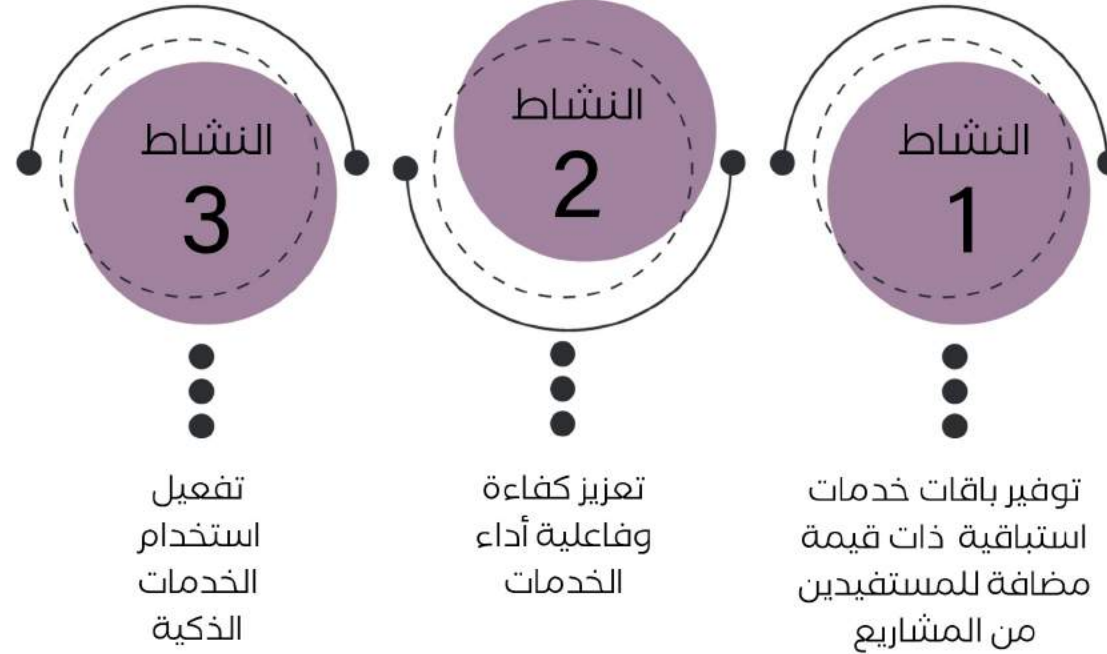 النشاط
1
توفير باقات خدمات
استباقية ذات قيمة
مضافة للمستفيدين
من المشاريع
النشاط
2
تعزيز كفاءة
وفاعلية أداء
الخدمات
النشاط
3
تفعيل
استخدام
الخدمات
الذكية